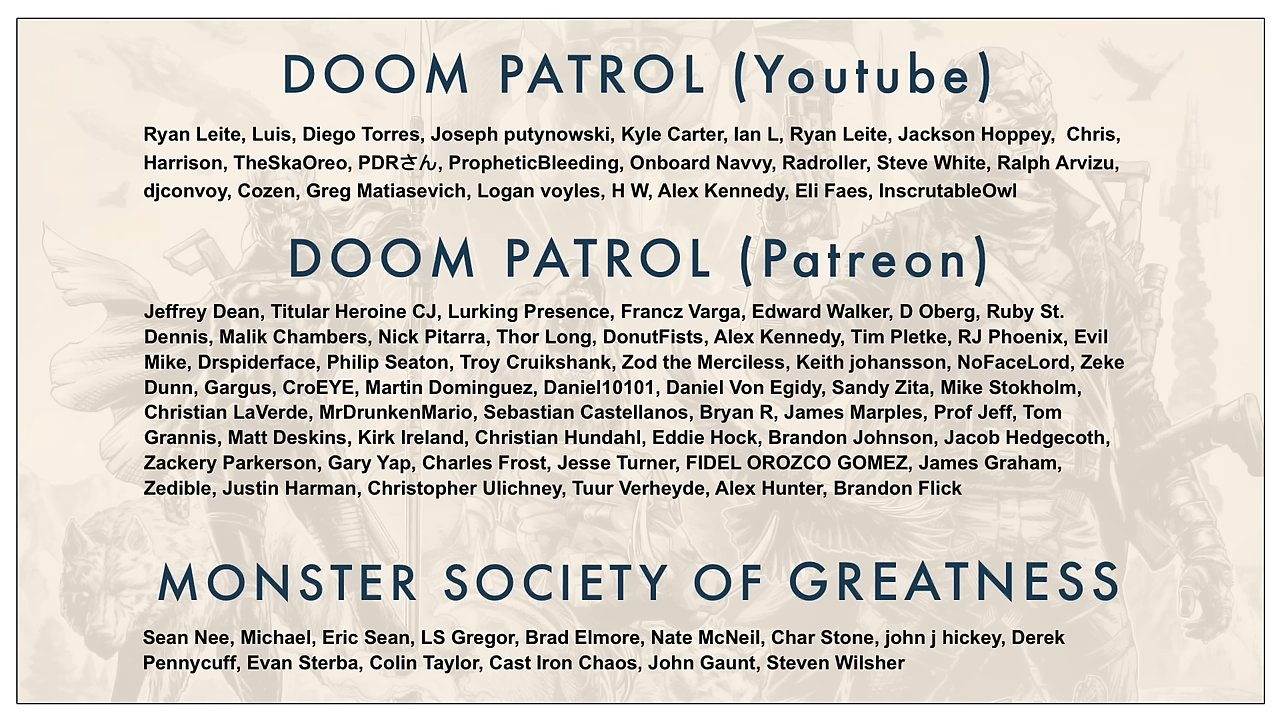 DOOM PATROL (Youtube)
Ryan Leite, Luis, Diego Torres, Joseph putynowski, Kyle Carter, Ian L, Ryan Leite, Jackson Hoppey,  Chris,
Harrison, TheSkaOreo, PDRさん, PropheticBleeding, Onboard Navvy, Radroller, Steve White, Ralph Arvizu,
djconvoy, Cozen, Greg Matiasevich, Logan voyles, H W, Alex Kennedy, Eli Faes, InscrutableOwl
DOOM PATROL (Patreon)
Jeffrey Dean, Titular Heroine CJ, Lurking Presence, Francz Varga, Edward Walker, D Oberg, Ruby St.
Dennis, Malik Chambers, Nick Pitarra, Thor Long, DonutFists, Alex Kennedy, Tim Pletke, RJ Phoenix, Evil
Mike, Drspiderface, Philip Seaton, Troy Cruikshank, Zod the Merciless, Keith johansson, NoFaceLord, Zeke
Dunn, Gargus, CroEYE, Martin Dominguez, Daniel10101, Daniel Von Egidy, Sandy Zita, Mike Stokholm,
Christian LaVerde, MrDrunkenMario, Sebastian Castellanos, Bryan R, James Marples, Prof Jeff, Tom
Grannis, Matt Deskins, Kirk Ireland, Christian Hundahl, Eddie Hock, Brandon Johnson, Jacob Hedgecoth,
Zackery Parkerson, Gary Yap, Charles Frost, Jesse Turner, FIDEL OROZCO GOMEZ, James Graham,
Zedible, Justin Harman, Christopher Ulichney, Tuur Verheyde, Alex Hunter, Brandon Flick
MONSTER SOCIETY OF GREATNESS
Sean Nee, Michael, Eric Sean, LS Gregor, Brad Elmore, Nate McNeil, Char Stone, john j hickey, Derek
Pennycuff, Evan Sterba, Colin Taylor, Cast Iron Chaos, John Gaunt, Steven Wilsher